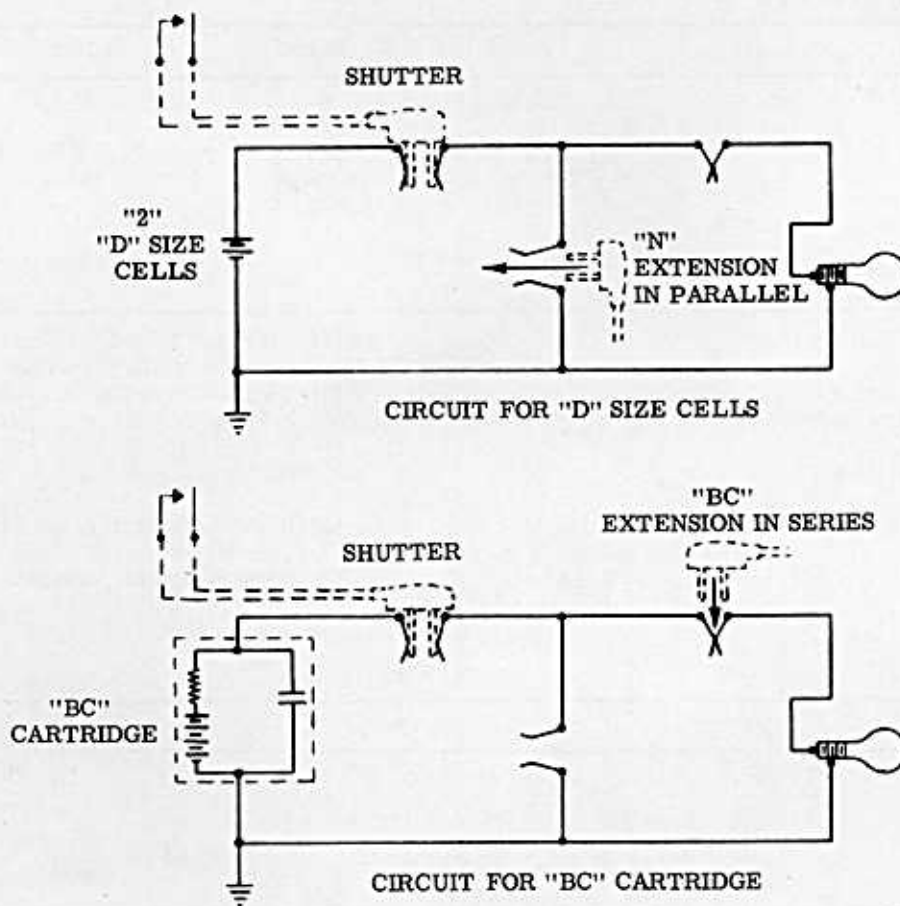 SHUTTER
"2"
"D" SIZE
CELLS
"N"
EXTENSION
IN PARALLEL
CIRCUIT FOR "D" SIZE CELLS
"BC"
EXTENSION IN SERIES
SHUTTER
"BC"
CARTRIDGE
CIRCUIT FOR "BC" CARTRIDGE